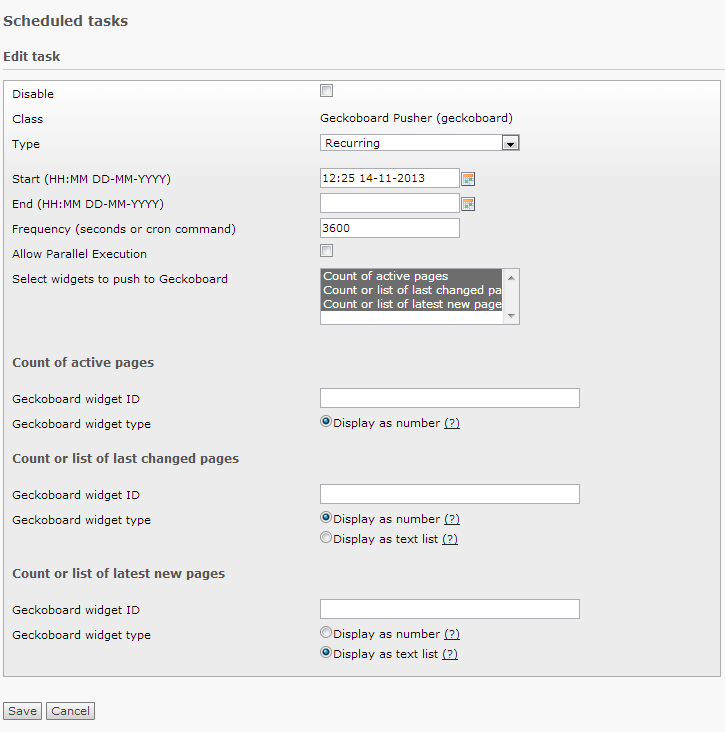 Scheduled tasks
Edit task
Disable
Class Geckoboard Pusher (geckoboard)
Type Recurring
Start (HH:MM DD-MM-YYYY) 12:25 14-11-2013
End (HH:MM DD-MM-YYYY)
Frequency (seconds or cron command) 3600
Allow Parallel Execution
Select widgets to push to Geckoboard Count of active pages
Count or list of last changed pa
Count or list of latest new page
Count of active pages
Geckoboard widget ID
Geckoboard widget type Display as number (?)
Count or list of last changed pages
Geckoboard widget ID
Geckoboard widget type Display as number (?)
Display as text list (?)
Count or list of latest new pages
Geckoboard widget ID
Geckoboard widget type Display as number (?)
Display as text list (?)
Save Cancel